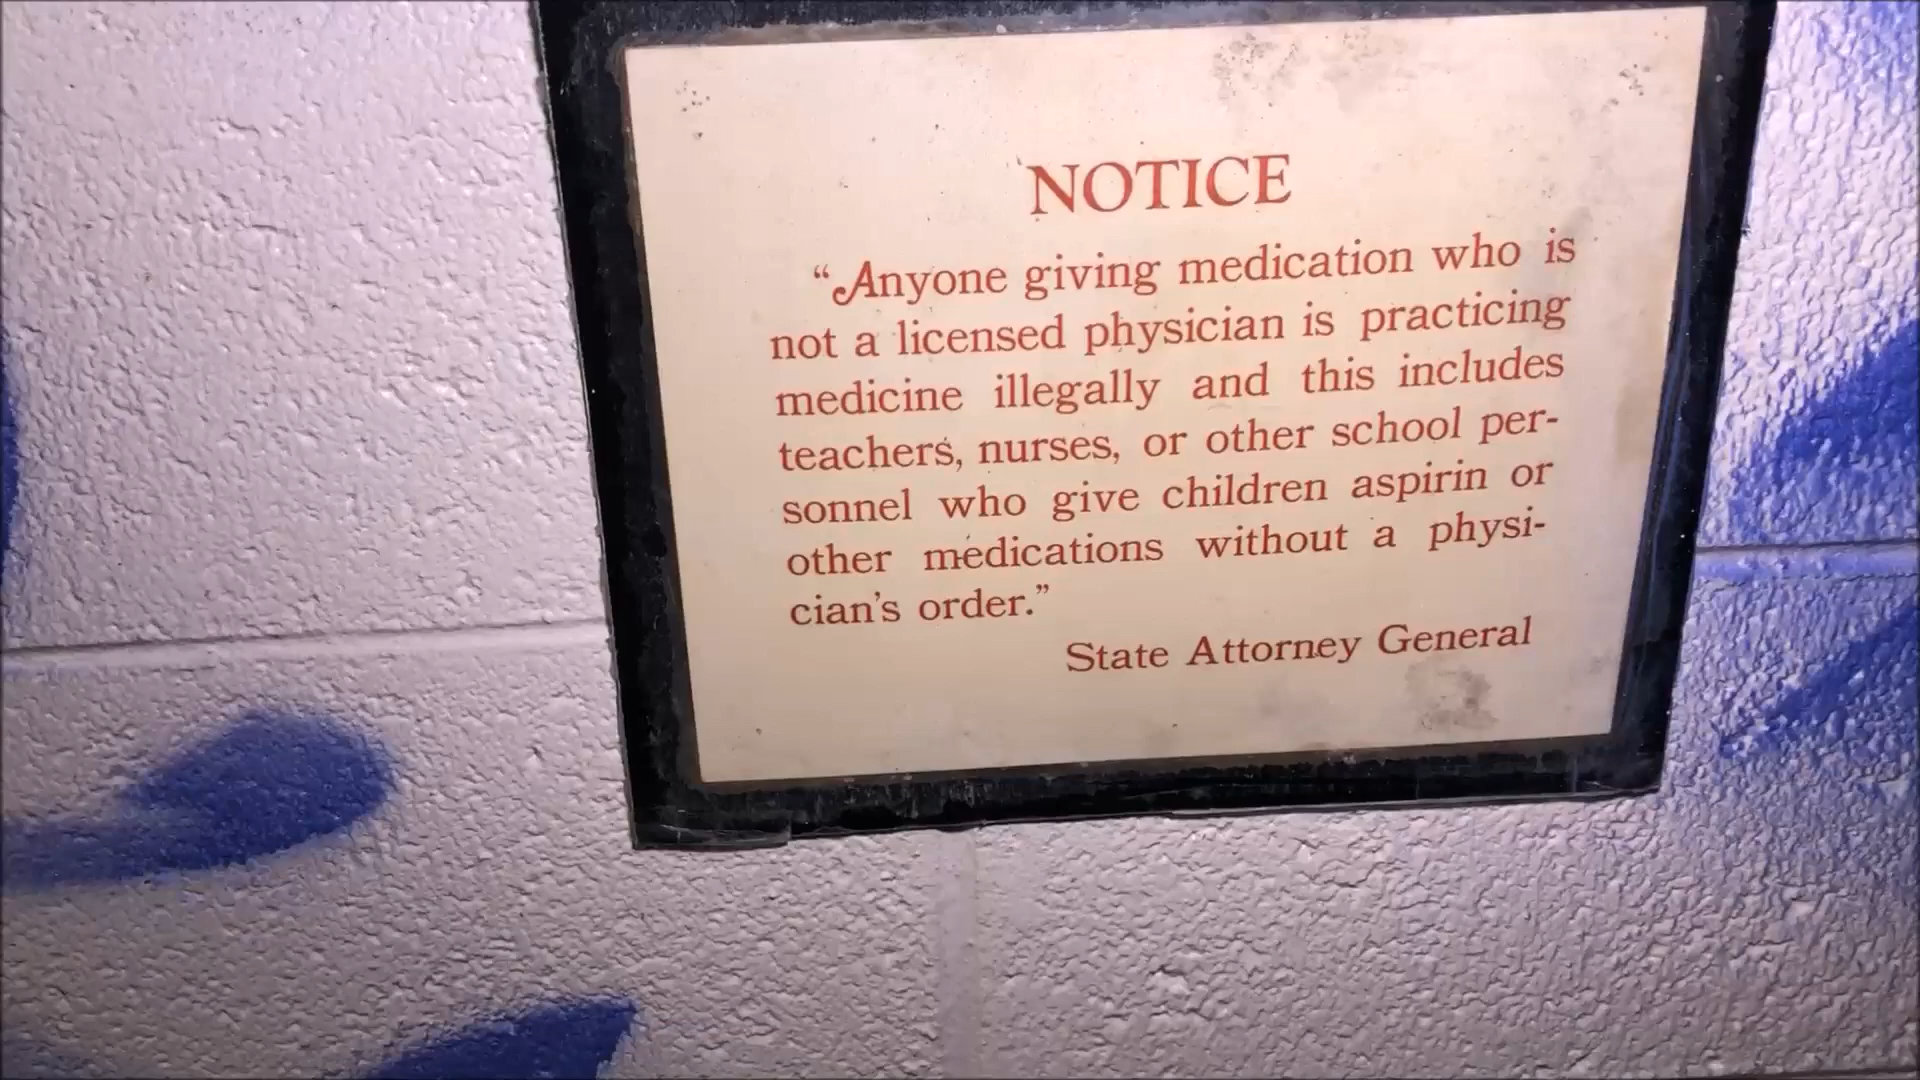 NOTICE
“Anyone giving medication who is
not a licensed physician is practicing
medicine illegally and this includes
teachers, nurses, or other school per-
sonnel who give children aspirin or
other medications without a physi-
cian's order.”
State Attorney General